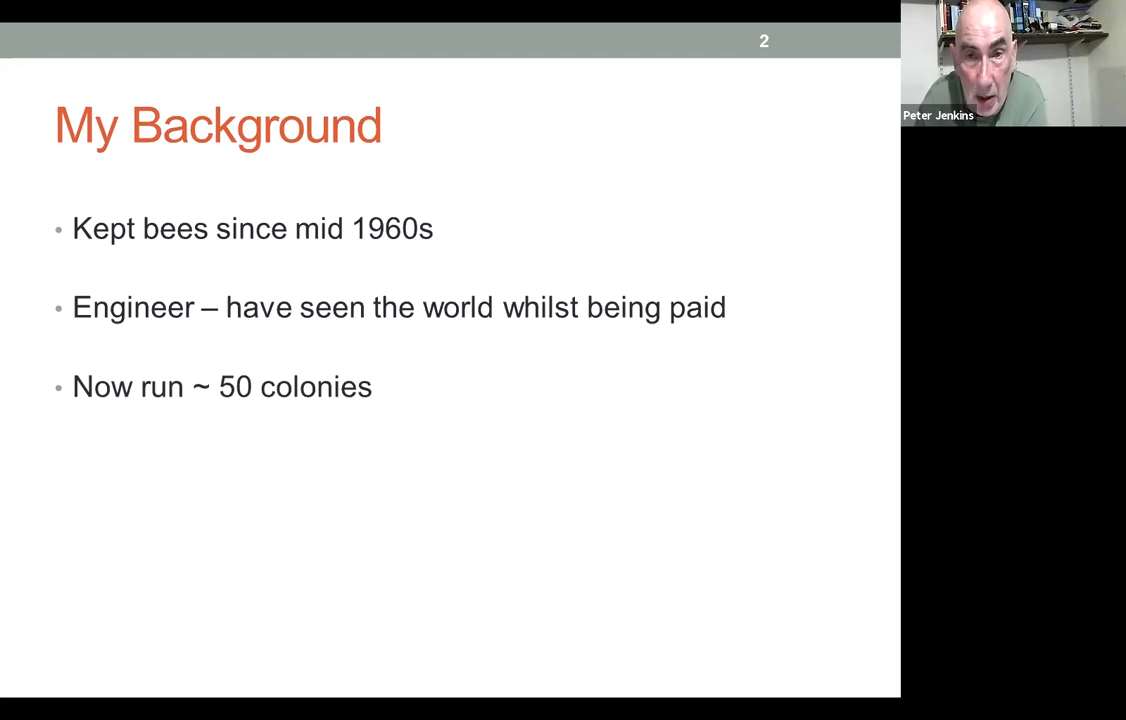 2
My Background
• Kept bees since mid 1960s
• Engineer – have seen the world whilst being paid
• Now run ~ 50 colonies
Peter Jenkins